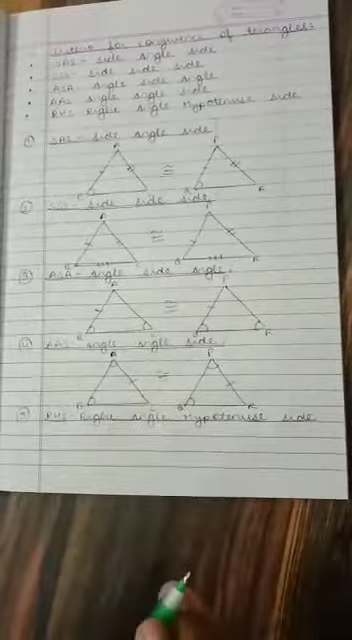 Criteria for congruence of triangles:
• SAS - side angle side
• SSS - side side side
• ASA angle side angle
• AAS angle angle side
• RHS Right angle Hypotenuse side
① SAS - side angle side
A P
≅
B Q R
② SSS - side side side
A P
≅
B Q R
③ ASA - angle side angle.
A P
≅
B Q R
④ AAS - angle angle side.
A P
≅
B Q R
⑤ RHS - Right angle Hypotenuse side